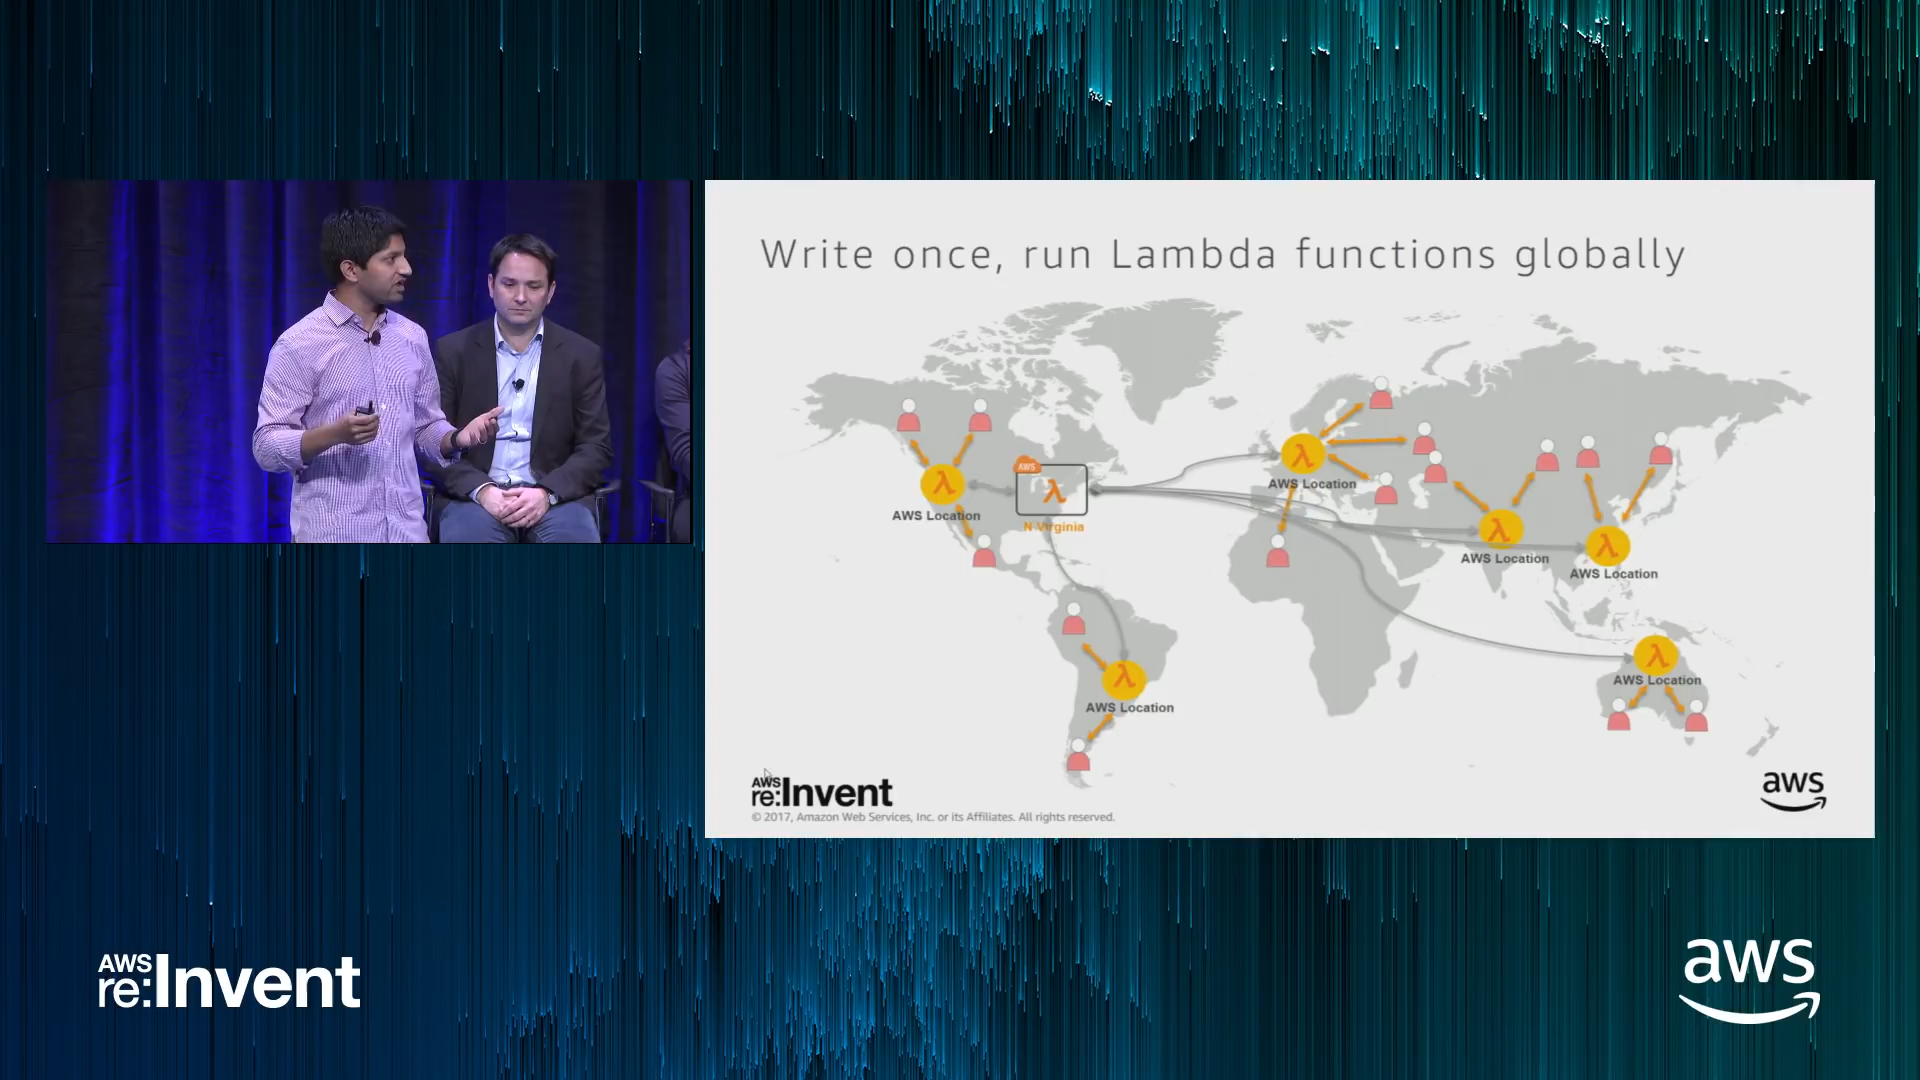 Write once, run Lambda functions globally
AWS
λ
λ
λ
AWS Location
N Virginia
AWS Location
λ
λ
AWS Location
AWS Location
λ
AWS Location
λ
AWS Location
AWS
re:Invent
© 2017, Amazon Web Services, Inc. or its Affiliates. All rights reserved.
aws
AWS
re:Invent
aws